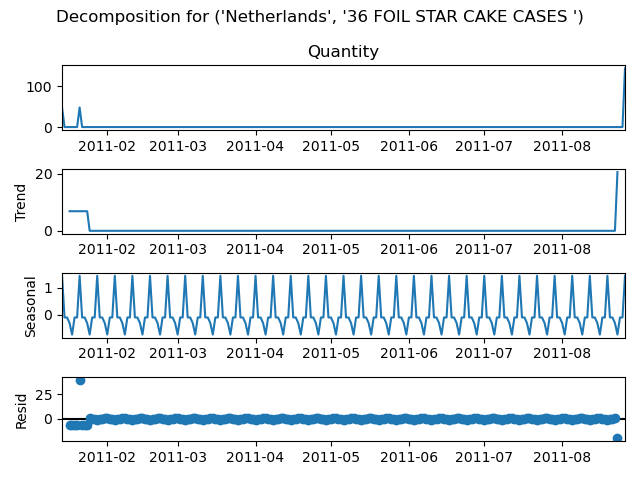 Decomposition for ('Netherlands', '36 FOIL STAR CAKE CASES ')
Quantity
100
0
2011-02 2011-03 2011-04 2011-05 2011-06 2011-07 2011-08
Trend
20
0
2011-02 2011-03 2011-04 2011-05 2011-06 2011-07 2011-08
Seasonal
1
0
2011-02 2011-03 2011-04 2011-05 2011-06 2011-07 2011-08
Resid
25
0
2011-02 2011-03 2011-04 2011-05 2011-06 2011-07 2011-08